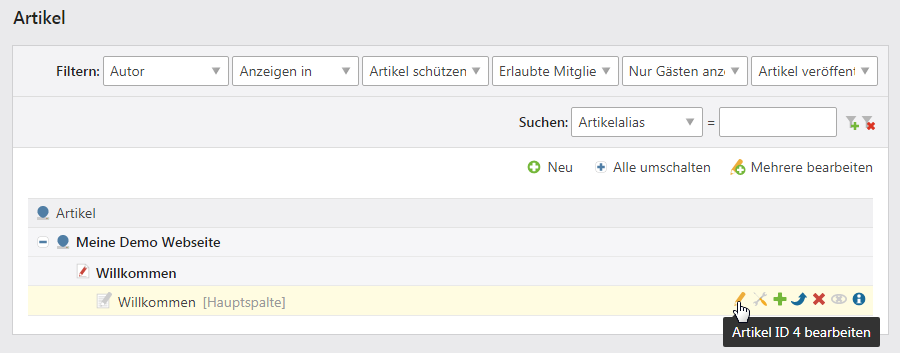 Artikel
Filtern: Autor Anzeigen in Artikel schützen Erlaubte Mitglie Nur Gästen anz Artikel veröffent
Suchen: Artikelalias =
Neu Alle umschalten Mehrere bearbeiten
Artikel
Meine Demo Webseite
Willkommen
Willkommen [Hauptspalte]
Artikel ID 4 bearbeiten